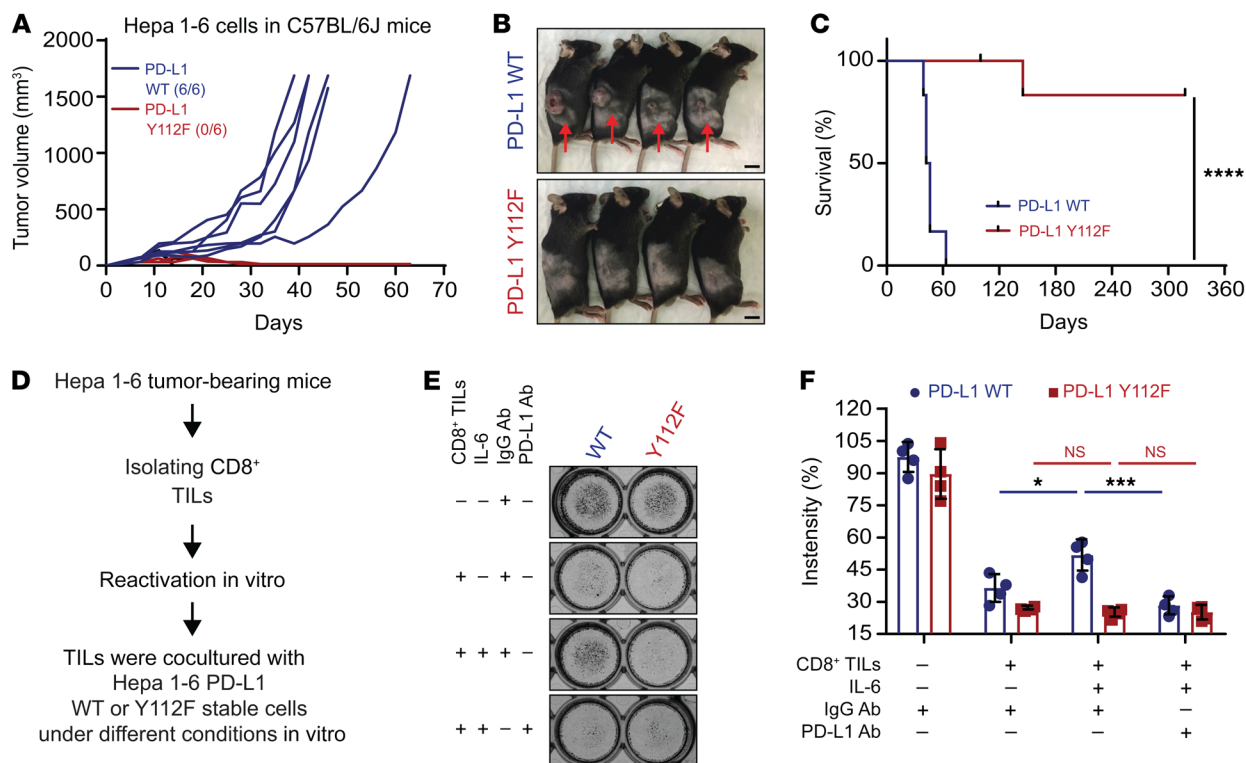 A
Hepa 1-6 cells in C57BL/6J mice
2000
1500
1000
500
0
Tumor volume (mm³)
PD-L1
WT (6/6)
PD-L1
Y112F (0/6)
0 10 20 30 40 50 60 70
Days
B
PD-L1 WT
PD-L1 Y112F
C
100
50
0
Survival (%)
PD-L1 WT
PD-L1 Y112F
****
0 60 120 180 240 300 360
Days
D
Hepa 1-6 tumor-bearing mice
Isolating CD8⁺
TILs
Reactivation in vitro
TILs were cocultured with
Hepa 1-6 PD-L1
WT or Y112F stable cells
under different conditions in vitro
E
CD8⁺ TILs
IL-6
IgG Ab
PD-L1 Ab
WT
Y112F
– – + –
+ – + –
+ + + –
+ + – +
F
PD-L1 WT
PD-L1 Y112F
120
105
90
75
60
45
30
15
Instensity (%)
NS NS
* ***
CD8⁺ TILs – + + +
IL-6 – – + +
IgG Ab + + + –
PD-L1 Ab – – – +